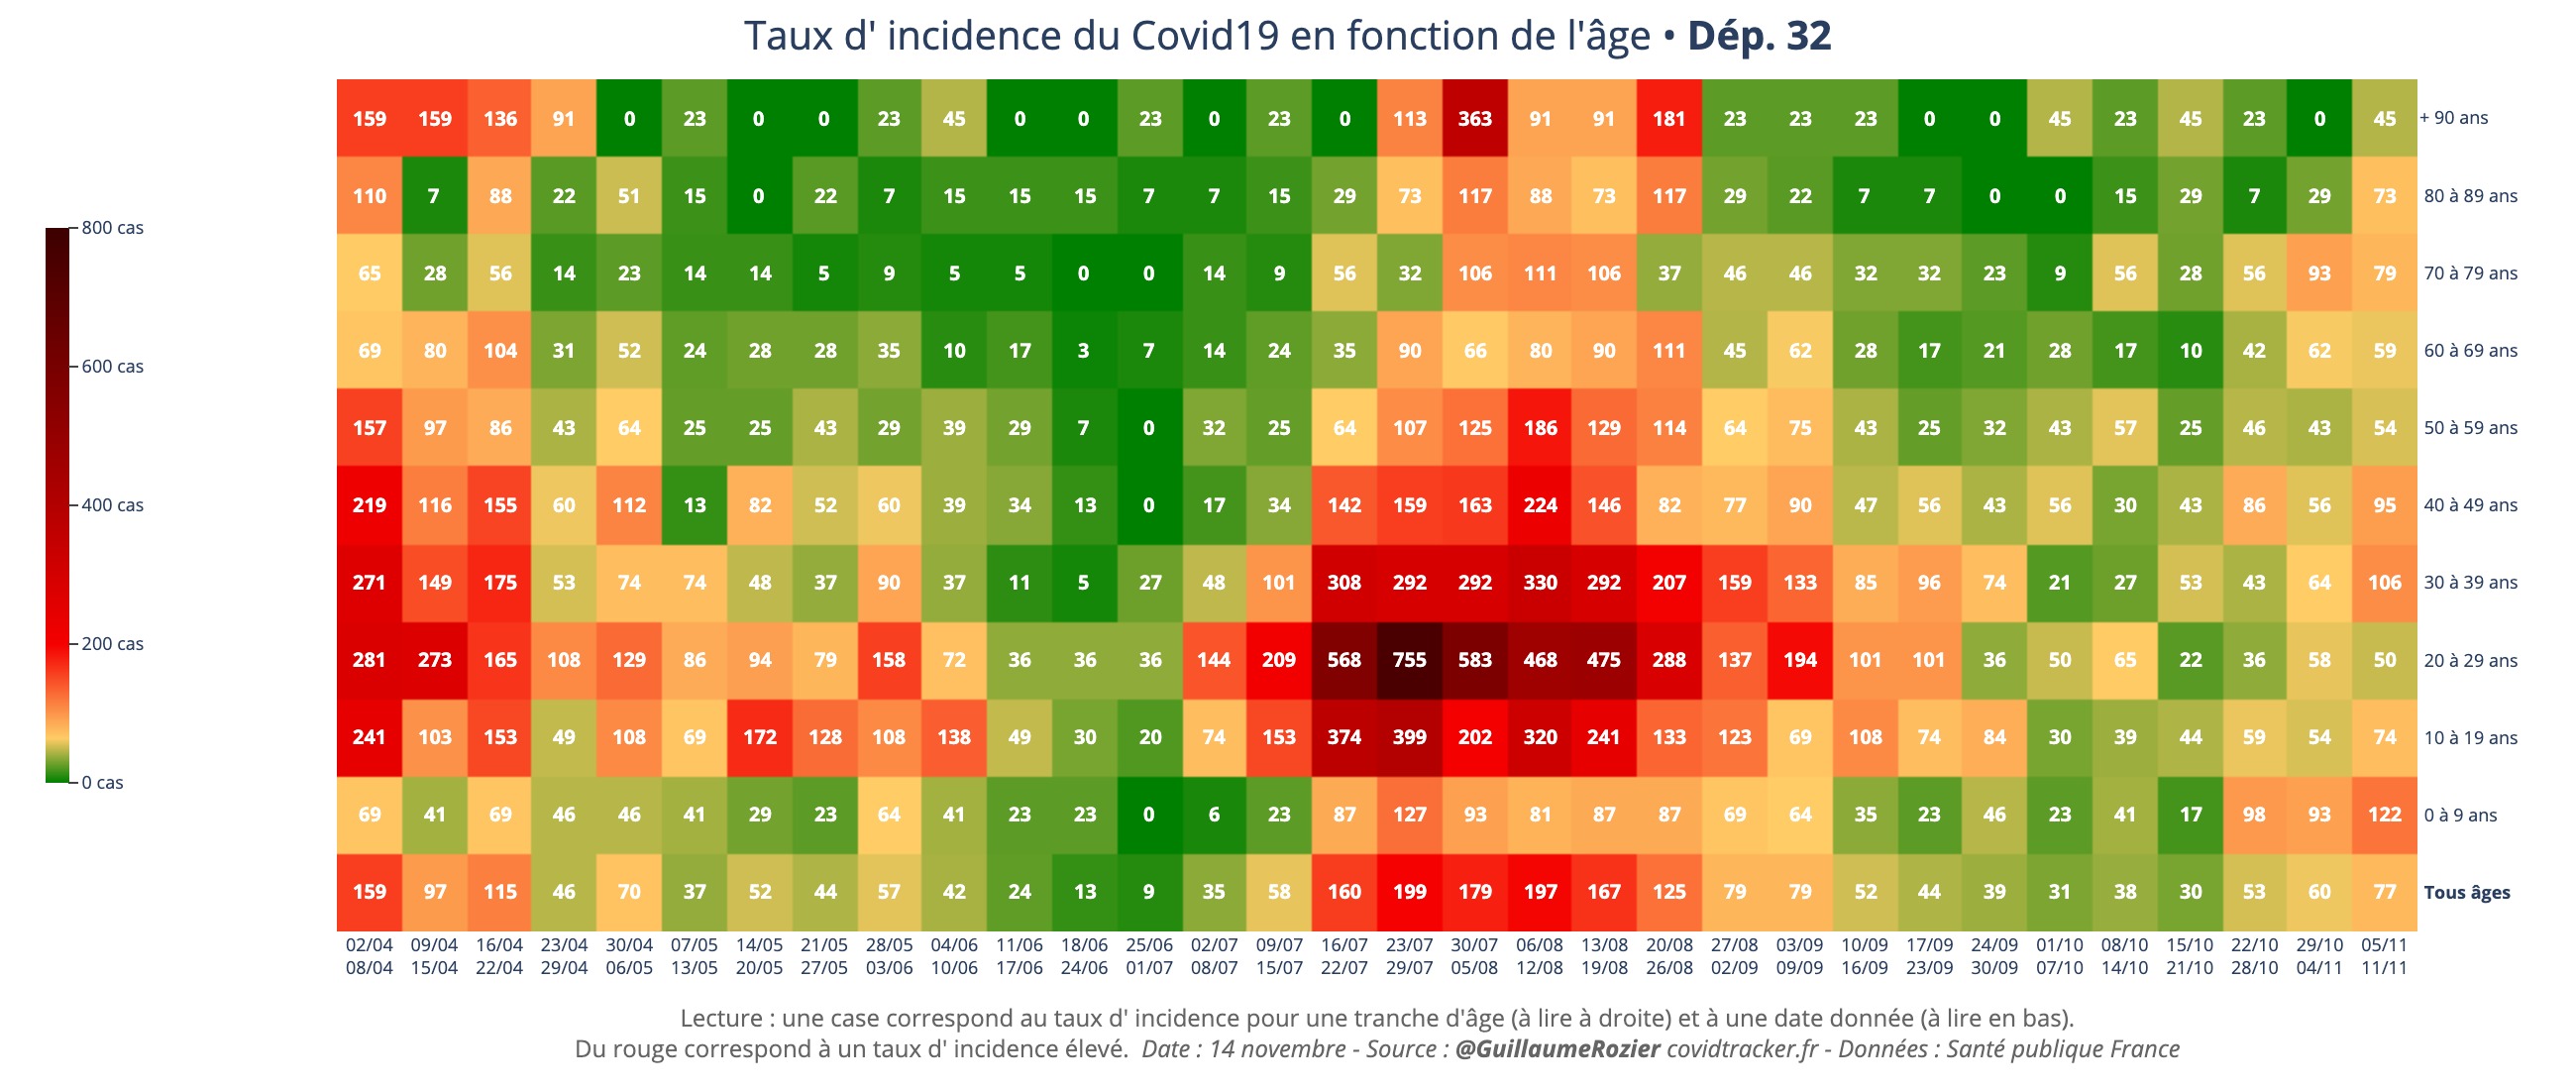 Taux d' incidence du Covid19 en fonction de l'âge • Dép. 32
800 cas
600 cas
400 cas
200 cas
0 cas
159 159 136 91 0 23 0 0 23 45 0 0 23 0 23 0 113 363 91 91 181 23 23 23 0 0 45 23 45 23 0 45 + 90 ans
110 7 88 22 51 15 0 22 7 15 15 15 7 7 15 29 73 117 88 73 117 29 22 7 7 0 0 15 29 7 29 73 80 à 89 ans
65 28 56 14 23 14 14 5 9 5 5 0 0 14 9 56 32 106 111 106 37 46 46 32 32 23 9 56 28 56 93 79 70 à 79 ans
69 80 104 31 52 24 28 28 35 10 17 3 7 14 24 35 90 66 80 90 111 45 62 28 17 21 28 17 10 42 62 59 60 à 69 ans
157 97 86 43 64 25 25 43 29 39 29 7 0 32 25 64 107 125 186 129 114 64 75 43 25 32 43 57 25 46 43 54 50 à 59 ans
219 116 155 60 112 13 82 52 60 39 34 13 0 17 34 142 159 163 224 146 82 77 90 47 56 43 56 30 43 86 56 95 40 à 49 ans
271 149 175 53 74 74 48 37 90 37 11 5 27 48 101 308 292 292 330 292 207 159 133 85 96 74 21 27 53 43 64 106 30 à 39 ans
281 273 165 108 129 86 94 79 158 72 36 36 36 144 209 568 755 583 468 475 288 137 194 101 101 36 50 65 22 36 58 50 20 à 29 ans
241 103 153 49 108 69 172 128 108 138 49 30 20 74 153 374 399 202 320 241 133 123 69 108 74 84 30 39 44 59 54 74 10 à 19 ans
69 41 69 46 46 41 29 23 64 41 23 23 0 6 23 87 127 93 81 87 87 69 64 35 23 46 23 41 17 98 93 122 0 à 9 ans
159 97 115 46 70 37 52 44 57 42 24 13 9 35 58 160 199 179 197 167 125 79 79 52 44 39 31 38 30 53 60 77 Tous âges
02/04 09/04 16/04 23/04 30/04 07/05 14/05 21/05 28/05 04/06 11/06 18/06 25/06 02/07 09/07 16/07 23/07 30/07 06/08 13/08 20/08 27/08 03/09 10/09 17/09 24/09 01/10 08/10 15/10 22/10 29/10 05/11
08/04 15/04 22/04 29/04 06/05 13/05 20/05 27/05 03/06 10/06 17/06 24/06 01/07 08/07 15/07 22/07 29/07 05/08 12/08 19/08 26/08 02/09 09/09 16/09 23/09 30/09 07/10 14/10 21/10 28/10 04/11 11/11
Lecture : une case correspond au taux d' incidence pour une tranche d'âge (à lire à droite) et à une date donnée (à lire en bas).
Du rouge correspond à un taux d' incidence élevé. Date : 14 novembre - Source : @GuillaumeRozier covidtracker.fr - Données : Santé publique France